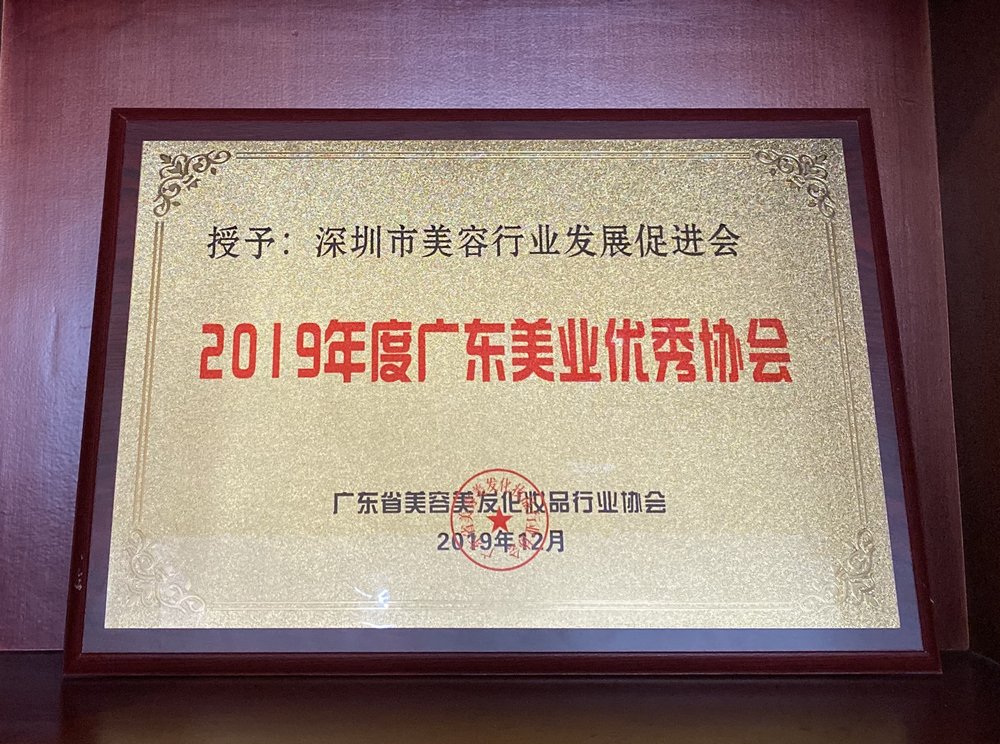 授予：深圳市美容行业发展促进会
2019年度广东美业优秀协会
广东省美容美发化妆品行业协会
2019年12月